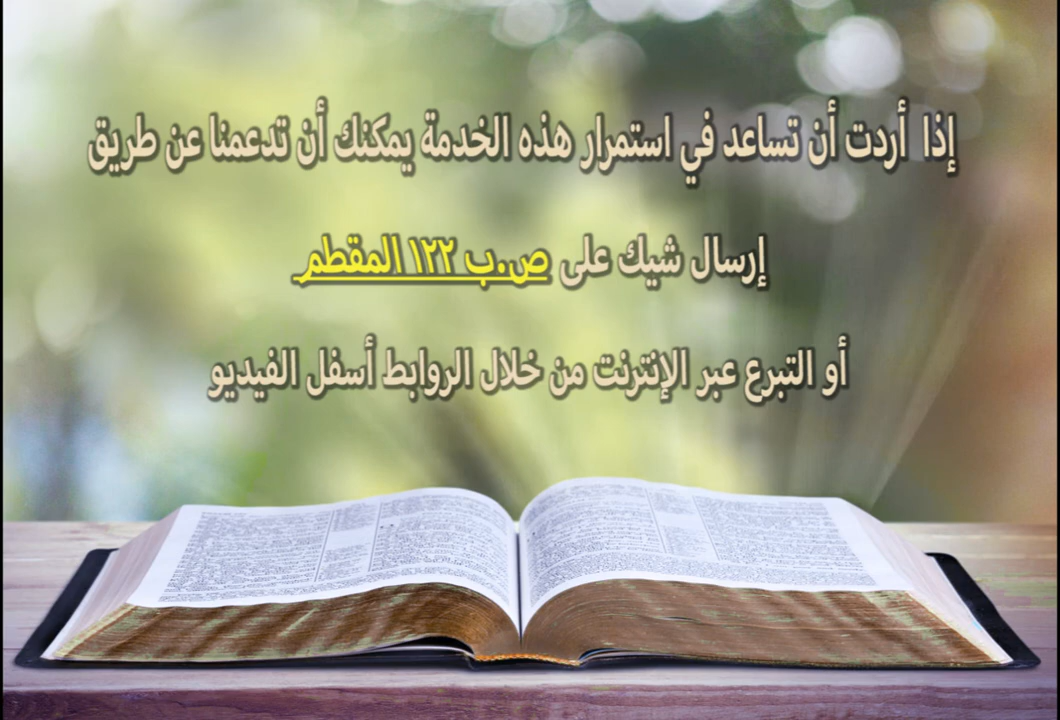 إذا أردت أن تساعد في استمرار هذه الخدمة يمكنك أن تدعمنا عن طريق
إرسال شيك على ص.ب ١٢٢ المقطم
أو التبرع عبر الإنترنت من خلال الروابط أسفل الفيديو